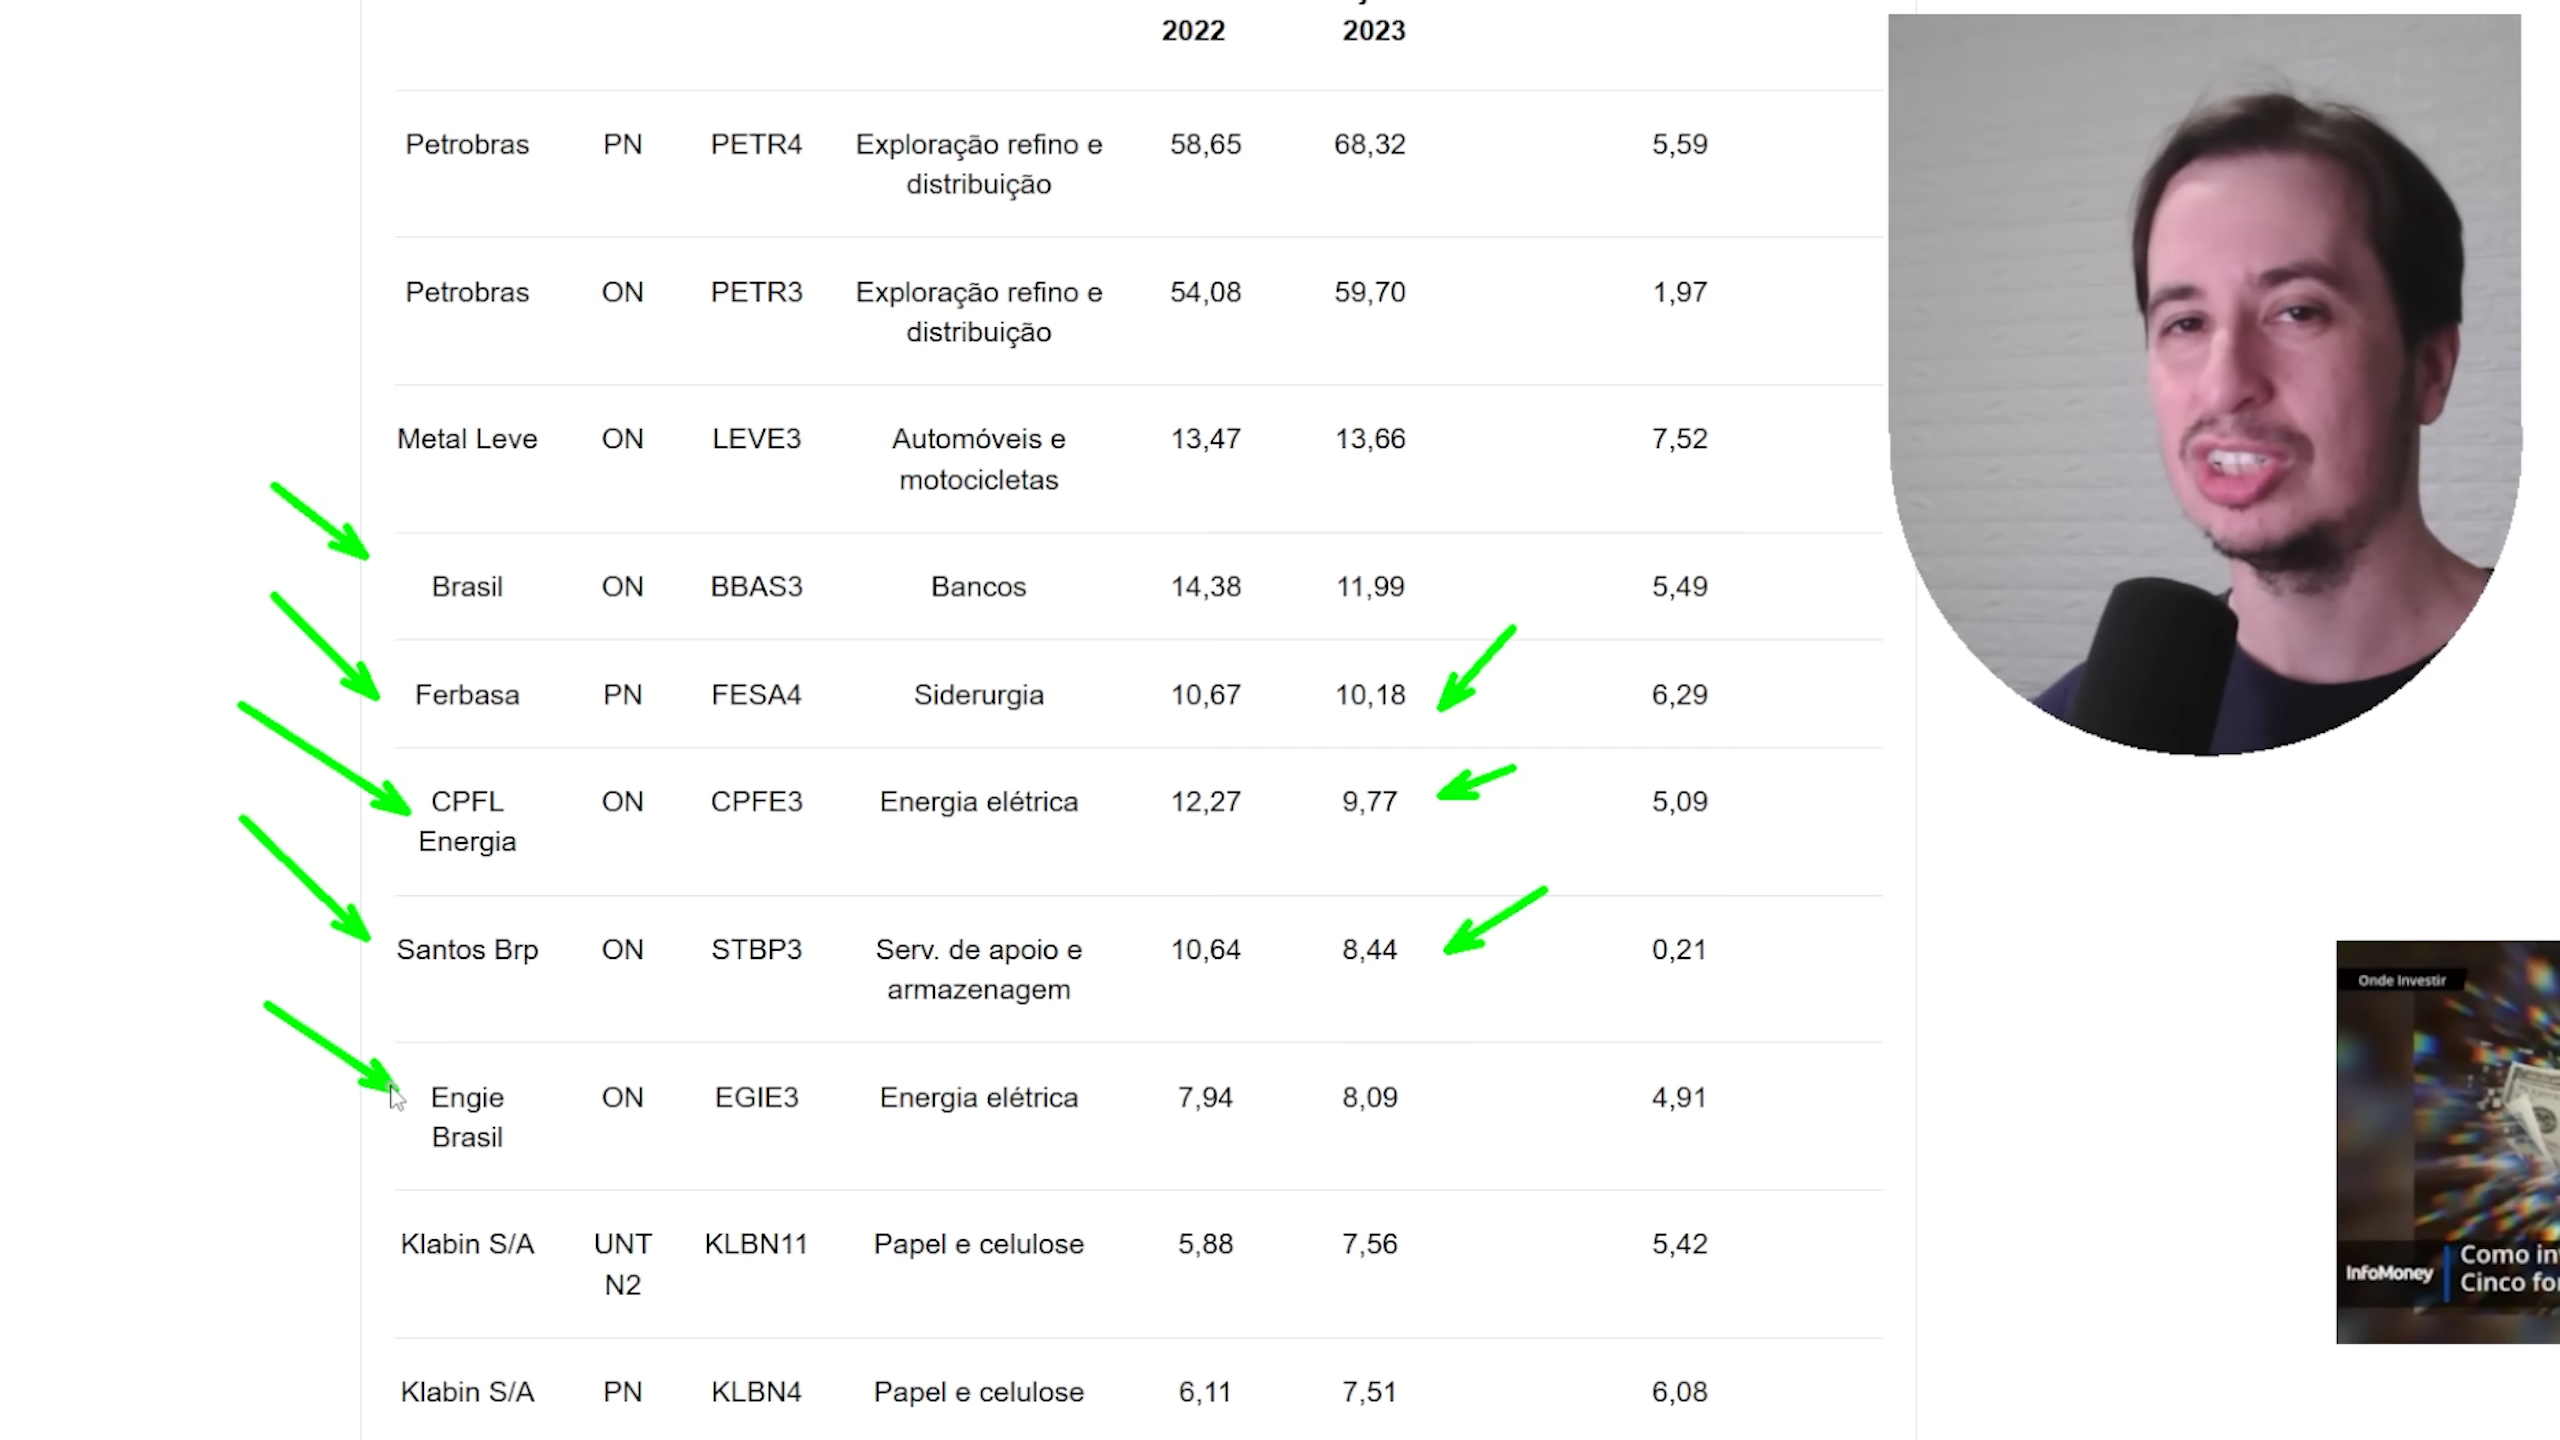 2022 2023
Petrobras PN PETR4 Exploração refino e 58,65 68,32 5,59
distribuição
Petrobras ON PETR3 Exploração refino e 54,08 59,70 1,97
distribuição
Metal Leve ON LEVE3 Automóveis e 13,47 13,66 7,52
motocicletas
Brasil ON BBAS3 Bancos 14,38 11,99 5,49
Ferbasa PN FESA4 Siderurgia 10,67 10,18 6,29
CPFL ON CPFE3 Energia elétrica 12,27 9,77 5,09
Energia
Santos Brp ON STBP3 Serv. de apoio e 10,64 8,44 0,21
armazenagem
Engie ON EGIE3 Energia elétrica 7,94 8,09 4,91
Brasil
Klabin S/A UNT KLBN11 Papel e celulose 5,88 7,56 5,42
N2
Klabin S/A PN KLBN4 Papel e celulose 6,11 7,51 6,08
Onde Investir
InfoMoney
Como in
Cinco fo